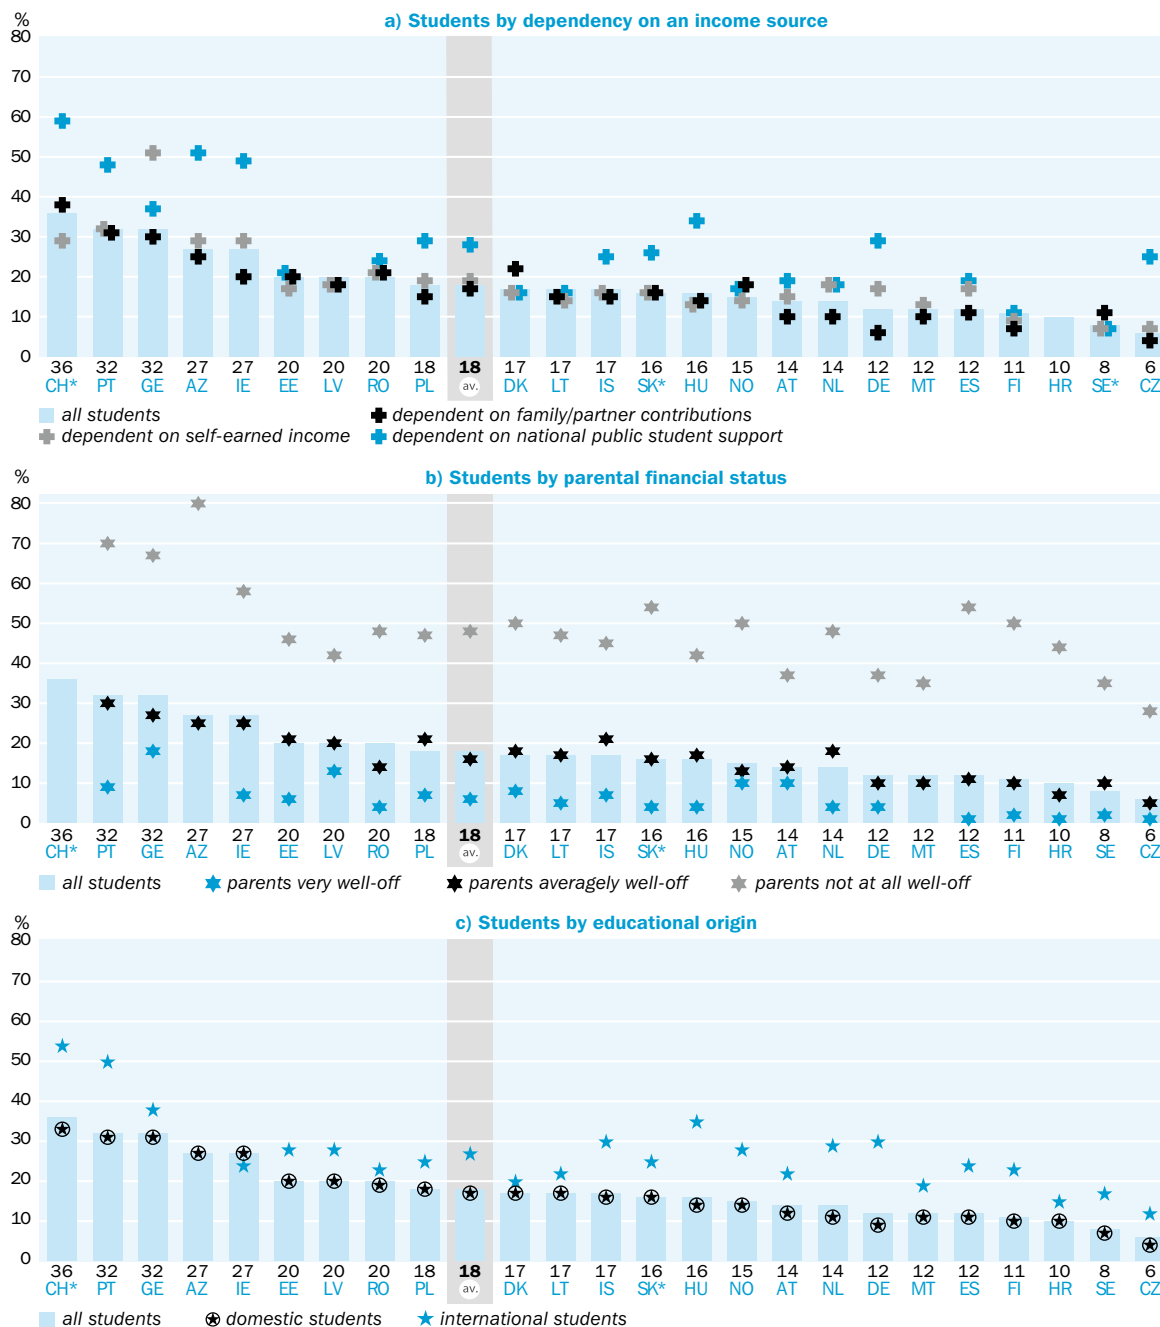 %
a) Students by dependency on an income source
80
70
60
50
40
30
20
10
0
36 32 32 27 27 20 20 20 18 18 17 17 17 16 16 15 14 14 12 12 12 11 10 8 6
CH* PT GE AZ IE EE LV RO PL av. DK LT IS SK* HU NO AT NL DE MT ES FI HR SE* CZ
all students dependent on family/partner contributions
dependent on self-earned income dependent on national public student support
%
b) Students by parental financial status
80
70
60
50
40
30
20
10
0
36 32 32 27 27 20 20 20 18 18 17 17 17 16 16 15 14 14 12 12 12 11 10 8 6
CH* PT GE AZ IE EE LV RO PL av. DK LT IS SK* HU NO AT NL DE MT ES FI HR SE CZ
all students parents very well-off parents averagely well-off parents not at all well-off
%
c) Students by educational origin
80
70
60
50
40
30
20
10
0
36 32 32 27 27 20 20 20 18 18 17 17 17 16 16 15 14 14 12 12 12 11 10 8 6
CH* PT GE AZ IE EE LV RO PL av. DK LT IS SK* HU NO AT NL DE MT ES FI HR SE CZ
all students domestic students international students